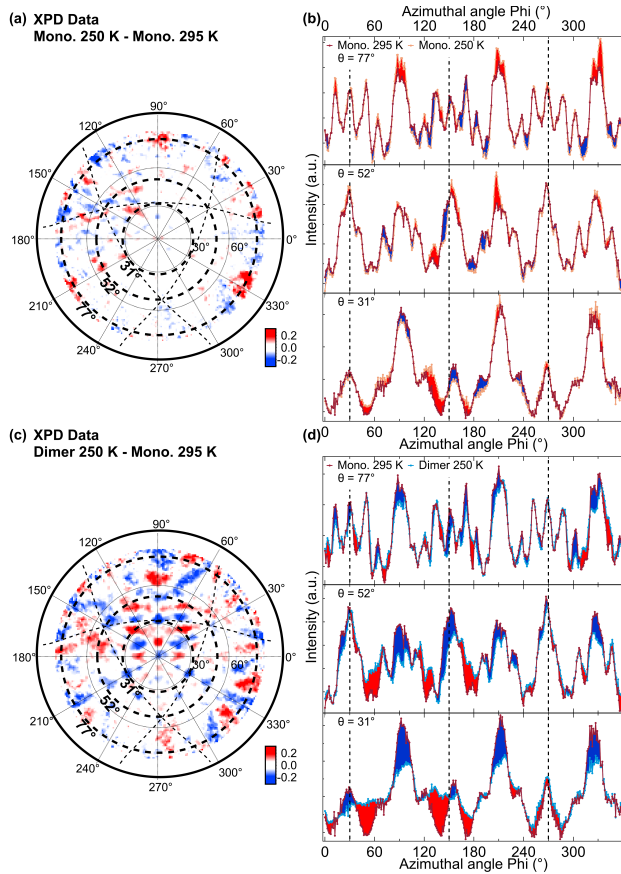 (a) XPD Data
Mono. 250 K - Mono. 295 K
90°
120° 60°
150° 30°
180° 0°
30° 60°
31°
52°
77°
210° 330°
240° 300°
270°
0.2
0.0
-0.2
(b) Azimuthal angle Phi (°)
0 60 120 180 240 300
Mono. 295 K Mono. 250 K
θ = 77°
θ = 52°
θ = 31°
Intensity (a.u.)
0 60 120 180 240 300
Azimuthal angle Phi (°)
(c) XPD Data
Dimer 250 K - Mono. 295 K
90°
120° 60°
150° 30°
180° 0°
30° 60°
31°
52°
77°
210° 330°
240° 300°
270°
0.2
0.0
-0.2
(d) Mono. 295 K Dimer 250 K
θ = 77°
θ = 52°
θ = 31°
Intensity (a.u.)
0 60 120 180 240 300
Azimuthal angle Phi (°)